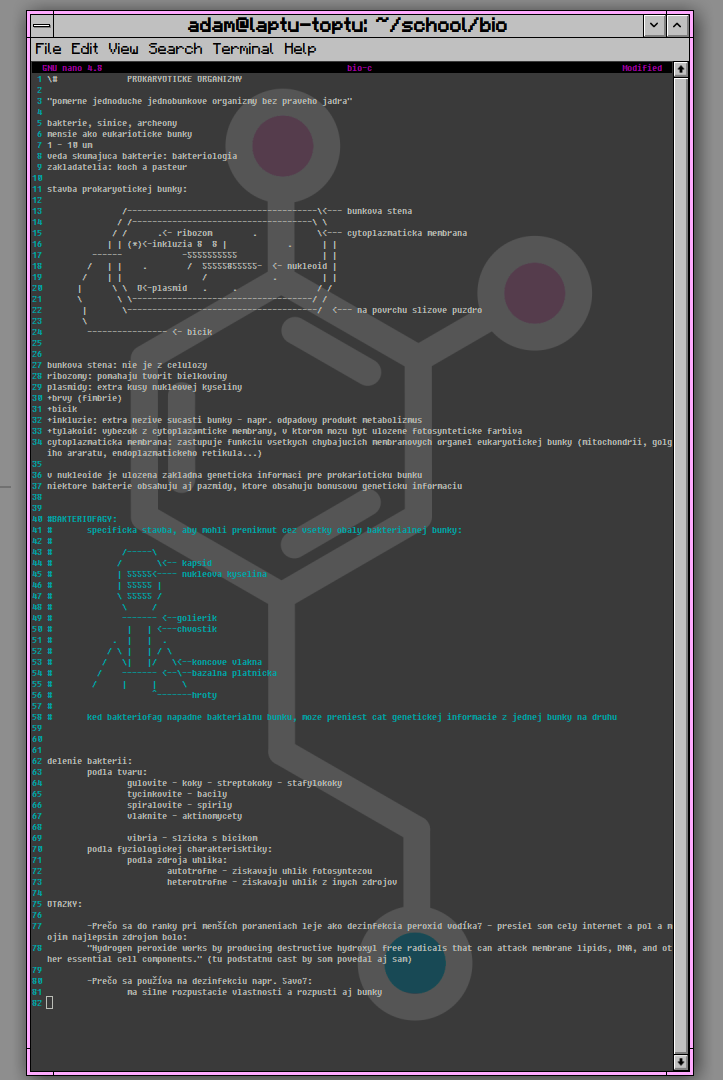 adam@laptu-toptu: ~/school/bio
File Edit View Search Terminal Help
GNU nano 4.8 bio-c Modified
1 \# PROKARYOTICKE ORGANIZMY
2
3 "pomerne jednoduche jednobunkove organizmy bez praveho jadra"
4
5 bakterie, sinice, archeony
6 mensie ako eukarioticke bunky
7 1 - 10 um
8 veda skumajuca bakterie: bakteriologia
9 zakladatelia: koch a pasteur
10
11 stavba prokaryotickej bunky:
12
13 /--------------------------------------\<--- bunkova stena
14 / /------------------------------------\ \
15 / / .<- ribozom . \<--- cytoplazmaticka membrana
16 | | (*)<-inkluzia 8 8 | . | |
17 ------ ~SSSSSSSSSS | |
18 / | | . / SSSSS8SSSSS- <- nukleoid |
19 / | | / . | |
20 | \ \ O<-plasmid . . / /
21 \ \ \------------------------------------/ /
22 | \--------------------------------------/ <--- na povrchu slizove puzdro
23 \
24 ---------------- <- bicik
25
26
27 bunkova stena: nie je z celulozy
28 ribozomy: pomahaju tvorit bielkoviny
29 plasmidy: extra kusy nukleovej kyseliny
30 +brvy (fimbrie)
31 +bicik
32 +inkluzie: extra nezive sucasti bunky - napr. odpadovy produkt metabolizmus
33 +tylakoid: vybezok z cytoplazamticke membrany, v ktorom mozu byt ulozene fotosynteticke farbiva
34 cytoplazmaticka membrana: zastupuje funkciu vsetkych chybajucich membranovych organel eukaryotickej bunky (mitochondrii, golg
iho araratu, endoplazmatickeho retikula...)
35
36 v nukleoide je ulozena zakladna geneticka informaci pre prokarioticku bunku
37 niektore bakterie obsahuju aj pazmidy, ktore obsahuju bonusovu geneticku informaciu
38
39
40 #BAKTERIOFAGY:
41 # specificka stavba, aby mohli preniknut cez vsetky obaly bakterialnej bunky:
42 #
43 # /-----\
44 # / \<-- kapsid
45 # | SSSSS<---- nukleova kyselina
46 # | SSSSS |
47 # \ SSSSS /
48 # \ /
49 # ------- <--golierik
50 # | | <---chvostik
51 # . | | .
52 # / \ | | / \
53 # / \| |/ \<--koncove vlakna
54 # / ------- <--\--bazalna platnicka
55 # / | | \
56 # ^-------hroty
57 #
58 # ked bakteriofag napadne bakterialnu bunku, moze preniest cat genetickej informacie z jednej bunky na druhu
59
60
61
62 delenie bakterii:
63 podla tvaru:
64 gulovite - koky - streptokoky - stafylokoky
65 tycinkovite - bacily
66 spiralovite - spirily
67 vlaknite - aktinomycety
68
69 vibria - slzicka s bicikom
70 podla fyziologickej charakterisktiky:
71 podla zdroja uhlika:
72 autotrofne - ziskavaju uhlik fotosyntezou
73 heterotrofne - ziskavaju uhlik z inych zdrojov
74
75 OTAZKY:
76
77 -Prečo sa do ranky pri menších poraneniach leje ako dezinfekcia peroxid vodíka? - presiel som cely internet a pol a m
ojim najlepsim zdrojom bolo:
78 "Hydrogen peroxide works by producing destructive hydroxyl free radicals that can attack membrane lipids, DNA, and ot
her essential cell components." (tu podstatnu cast by som povedal aj sam)
79
80 -Prečo sa používa na dezinfekciu napr. Savo?:
81 ma silne rozpustacie vlastnosti a rozpusti aj bunky
82